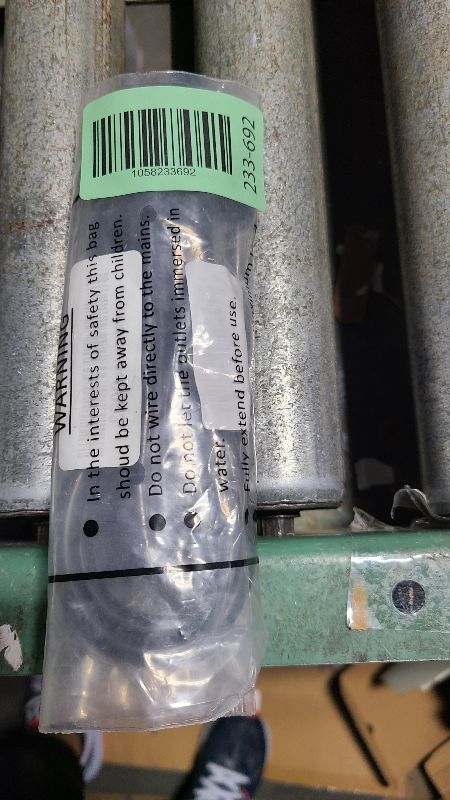 1058233692
233-692
WARNING
In the interests of safety this bag
shoud be kept away from children.
Do not wire directly to the mains.
Do not let the outlets immersed in
water.
Fully extend before use.